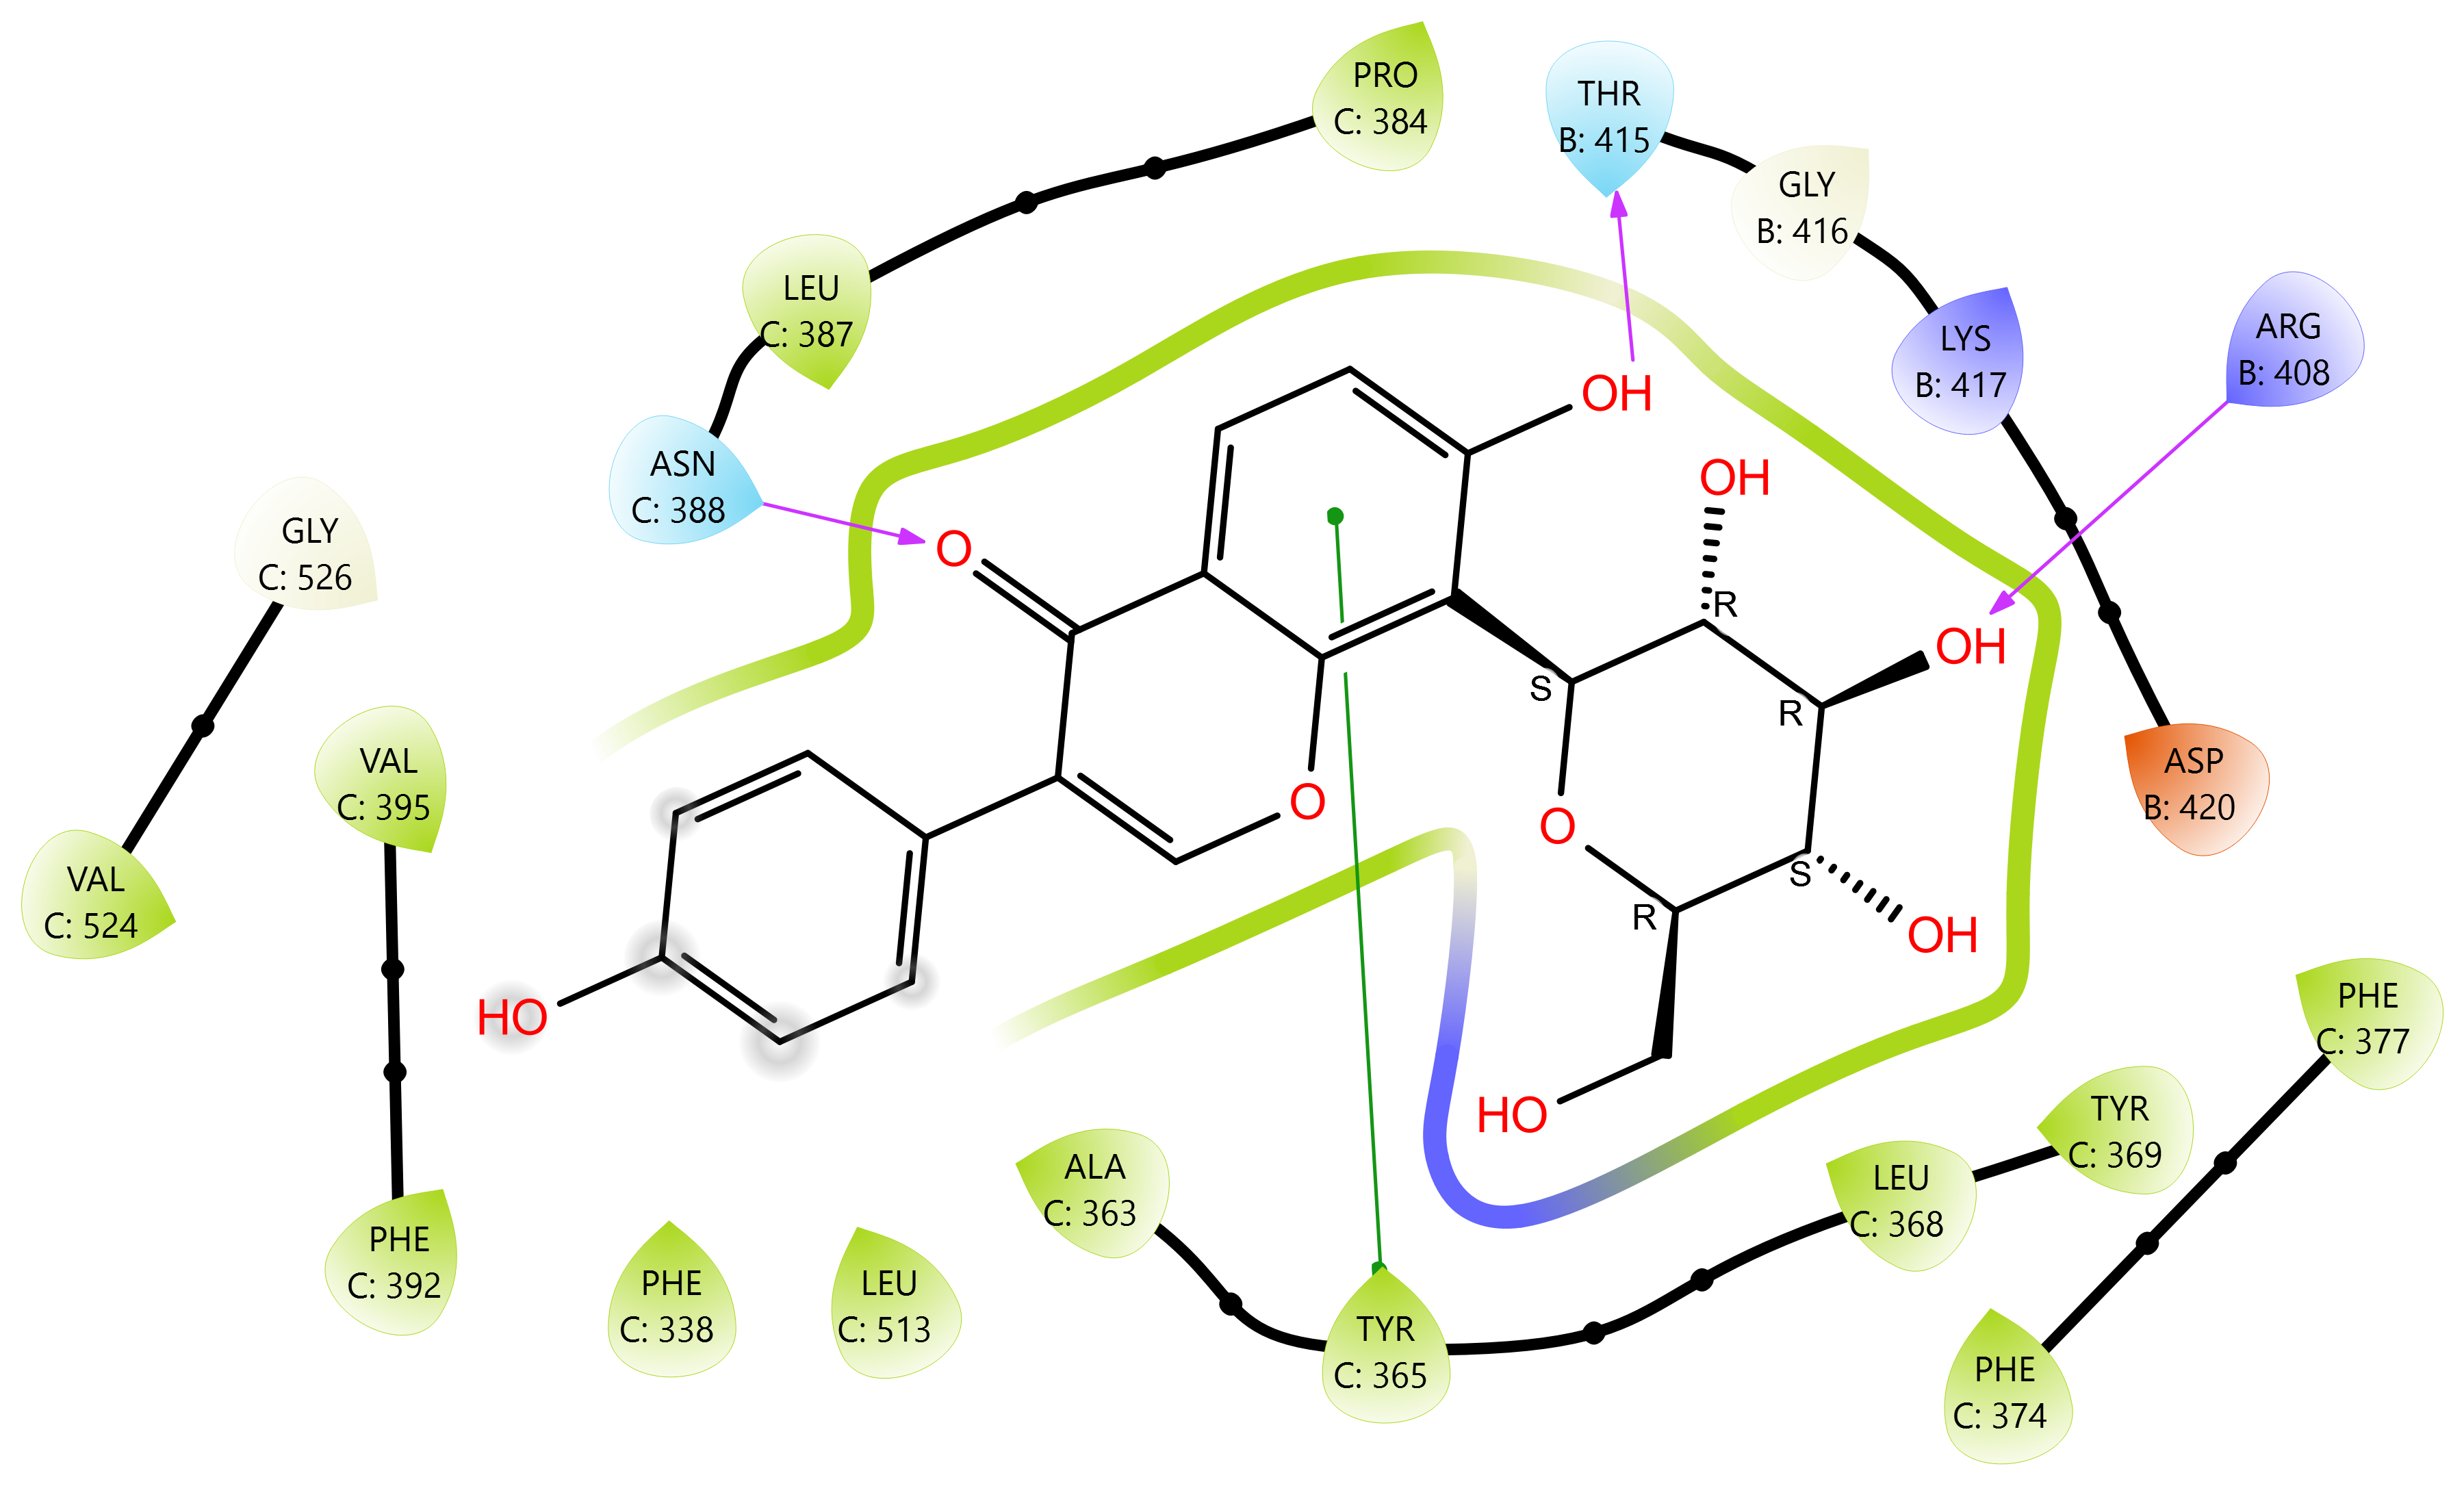 PRO
C: 384
THR
B: 415
GLY
B: 416
LEU
C: 387
LYS
B: 417
ARG
B: 408
OH
ASN
C: 388
OH
GLY
C: 526
O
R
OH
S
R
VAL
C: 395
O
O
ASP
B: 420
VAL
C: 524
S
R
OH
HO
PHE
C: 377
HO
TYR
C: 369
ALA
C: 363
LEU
C: 368
PHE
C: 392
PHE
C: 338
LEU
C: 513
TYR
C: 365
PHE
C: 374